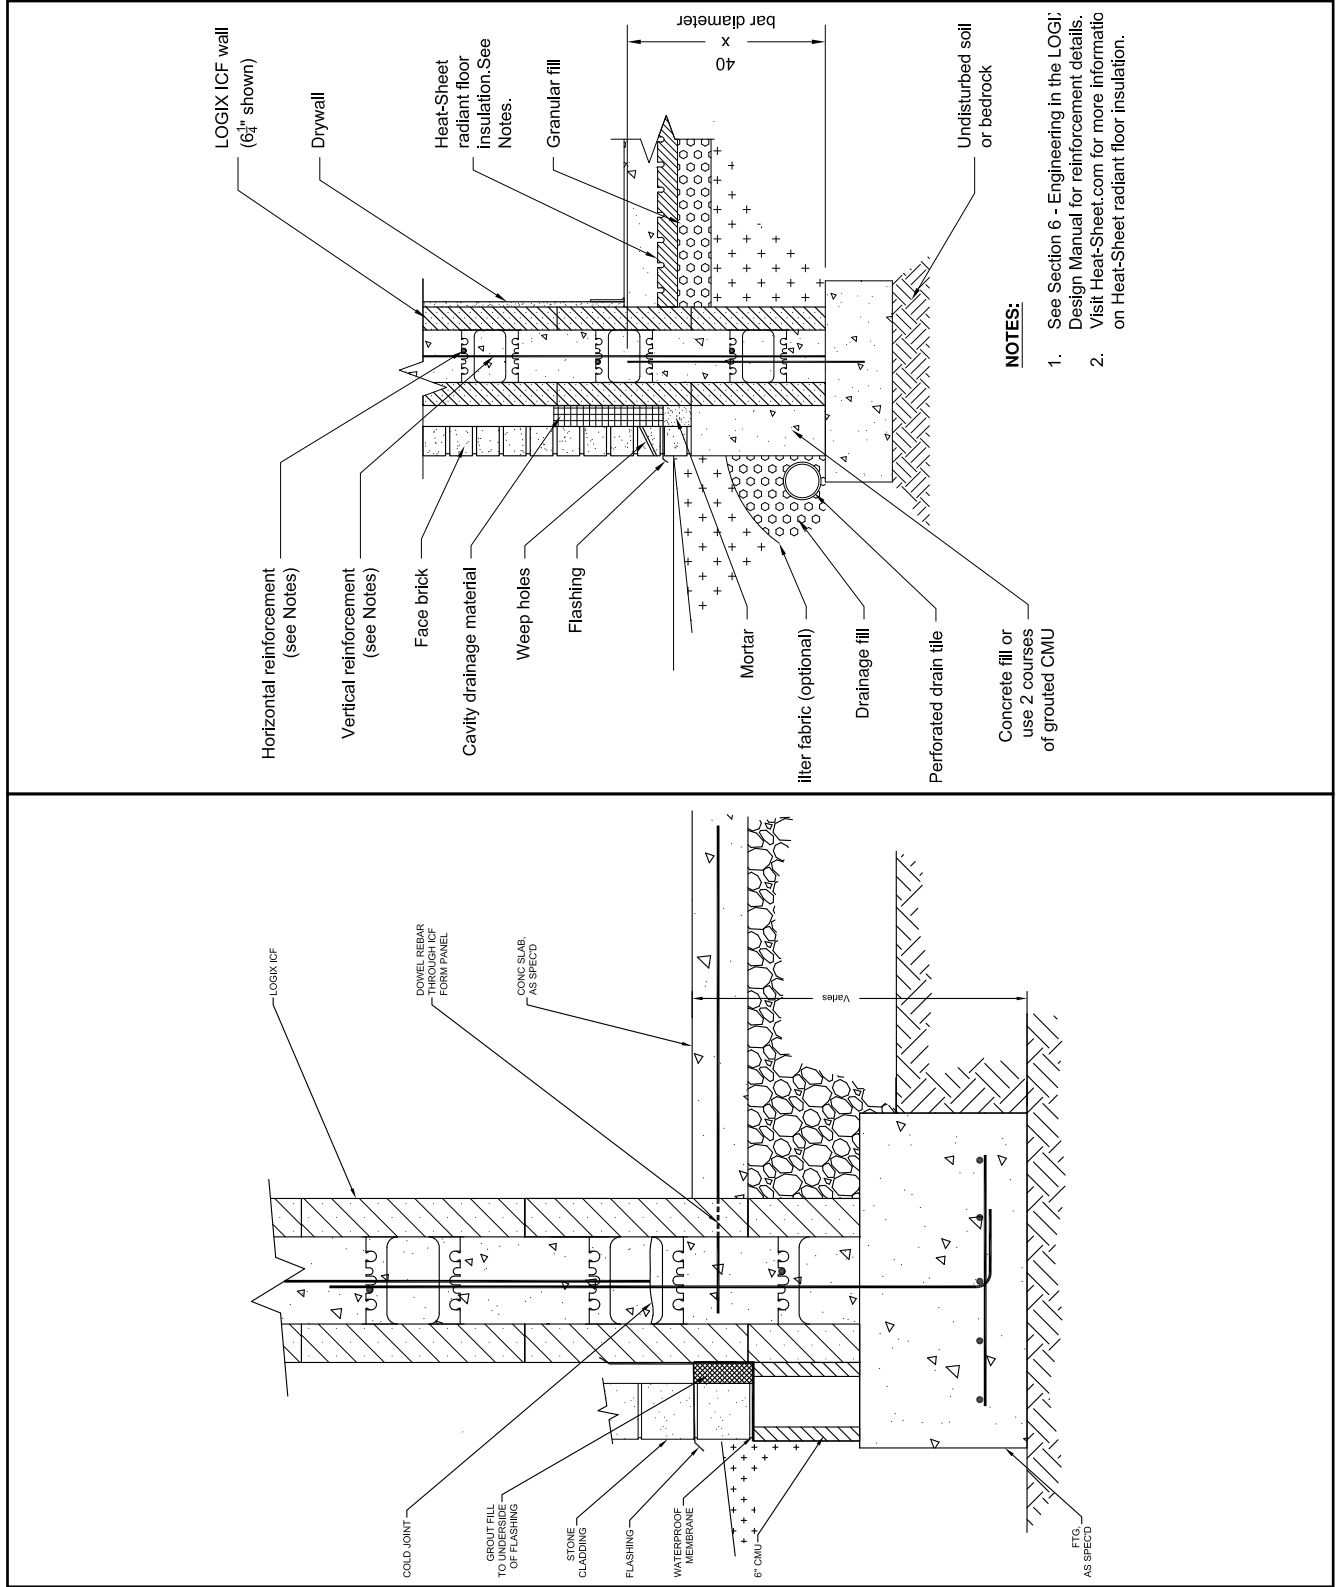 LOGIX ICF wall
(6 1/4" shown)
Drywall
Heat-Sheet
radiant floor
insulation.See
Notes.
Granular fill
40
x
bar diameter
Undisturbed soil
or bedrock
Horizontal reinforcement
(see Notes)
Vertical reinforcement
(see Notes)
Face brick
Cavity drainage material
Weep holes
Flashing
Mortar
ilter fabric (optional)
Drainage fill
Perforated drain tile
Concrete fill or
use 2 courses
of grouted CMU
NOTES:
1. See Section 6 - Engineering in the LOGI
Design Manual for reinforcement details.
2. Visit Heat-Sheet.com for more informatio
on Heat-Sheet radiant floor insulation.
LOGIX ICF
DOWEL REBAR
THROUGH ICF
FORM PANEL
CONC SLAB,
AS SPEC'D
Varies
COLD JOINT
GROUT FILL
TO UNDERSIDE
OF FLASHING
STONE
CLADDING
FLASHING
WATERPROOF
MEMBRANE
6" CMU
FTG,
AS SPEC'D